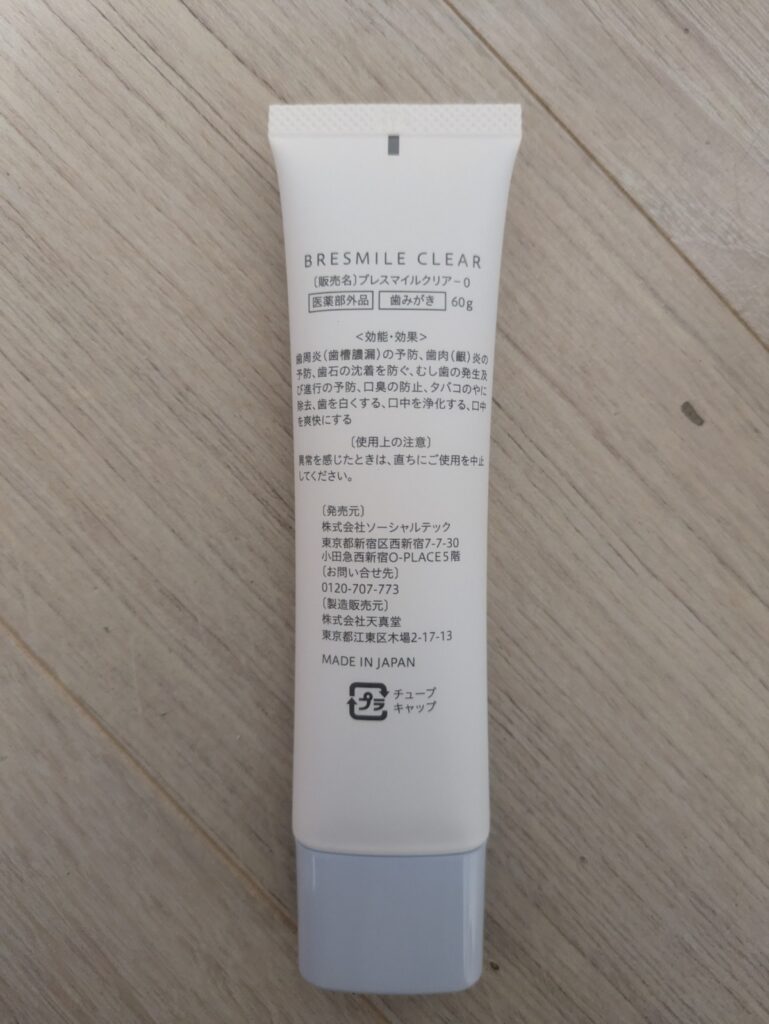 BRESMILE CLEAR
〔販売名〕ブレスマイルクリアー0
医薬部外品 歯みがき 60g
<効能・効果>
歯周炎(歯槽膿漏)の予防、歯肉(齦)炎の
予防、歯石の沈着を防ぐ、むし歯の発生及
び進行の予防、口臭の防止、タバコのやに
除去、歯を白くする、口中を浄化する、口中
を爽快にする
〔使用上の注意〕
異常を感じたときは、直ちにご使用を中止
してください。
〔発売元〕
株式会社ソーシャルテック
東京都新宿区西新宿7-7-30
小田急西新宿O-PLACE5階
〔お問い合せ先〕
0120-707-773
〔製造販売元〕
株式会社天真堂
東京都江東区木場2-17-13
MADE IN JAPAN
プラ チューブ
キャップ